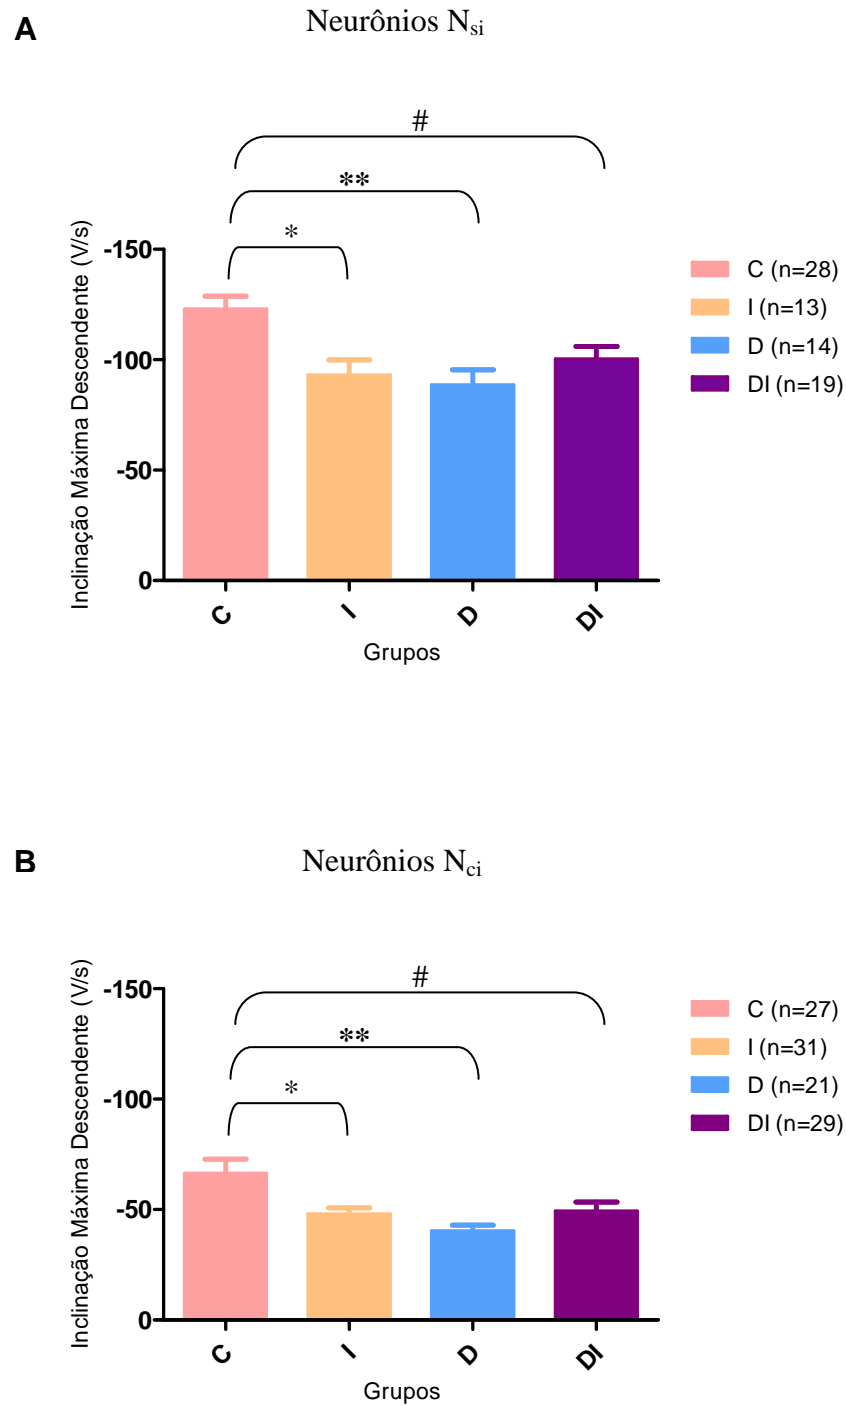 A
Neurônios Nsi
#
**
*
Inclinação Máxima Descendente (V/s)
-150
-100
-50
0
C
I
D
DI
Grupos
C (n=28)
I (n=13)
D (n=14)
DI (n=19)
B
Neurônios Nci
#
**
*
Inclinação Máxima Descendente (V/s)
-150
-100
-50
0
C
I
D
DI
Grupos
C (n=27)
I (n=31)
D (n=21)
DI (n=29)